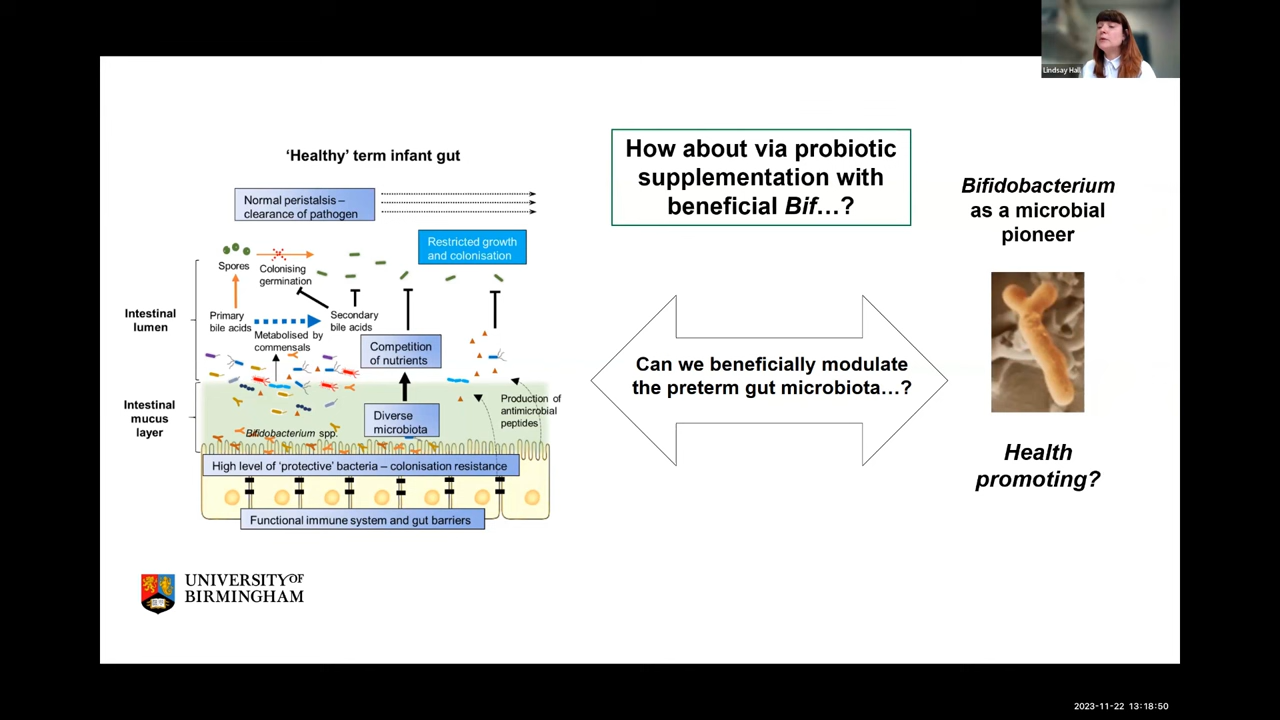 Lindsay Hall
'Healthy' term infant gut
Normal peristalsis –
clearance of pathogen
Restricted growth
and colonisation
Spores
Colonising
germination
Intestinal
lumen
Primary
bile acids
Secondary
bile acids
Metabolised by
commensals
Competition
of nutrients
Intestinal
mucus
layer
Production of
antimicrobial
peptides
Diverse
microbiota
Bifidobacterium spp.
High level of 'protective' bacteria – colonisation resistance
Functional immune system and gut barriers
How about via probiotic
supplementation with
beneficial Bif…?
Can we beneficially modulate
the preterm gut microbiota…?
Bifidobacterium
as a microbial
pioneer
Health
promoting?
UNIVERSITY OF
BIRMINGHAM
2023-11-22 13:18:50